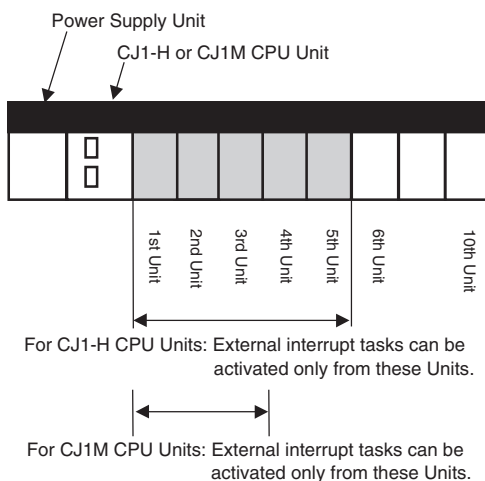 Power Supply Unit
CJ1-H or CJ1M CPU Unit
1st Unit
2nd Unit
3rd Unit
4th Unit
5th Unit
6th Unit
10th Unit
For CJ1-H CPU Units: External interrupt tasks can be
activated only from these Units.
For CJ1M CPU Units: External interrupt tasks can be
activated only from these Units.